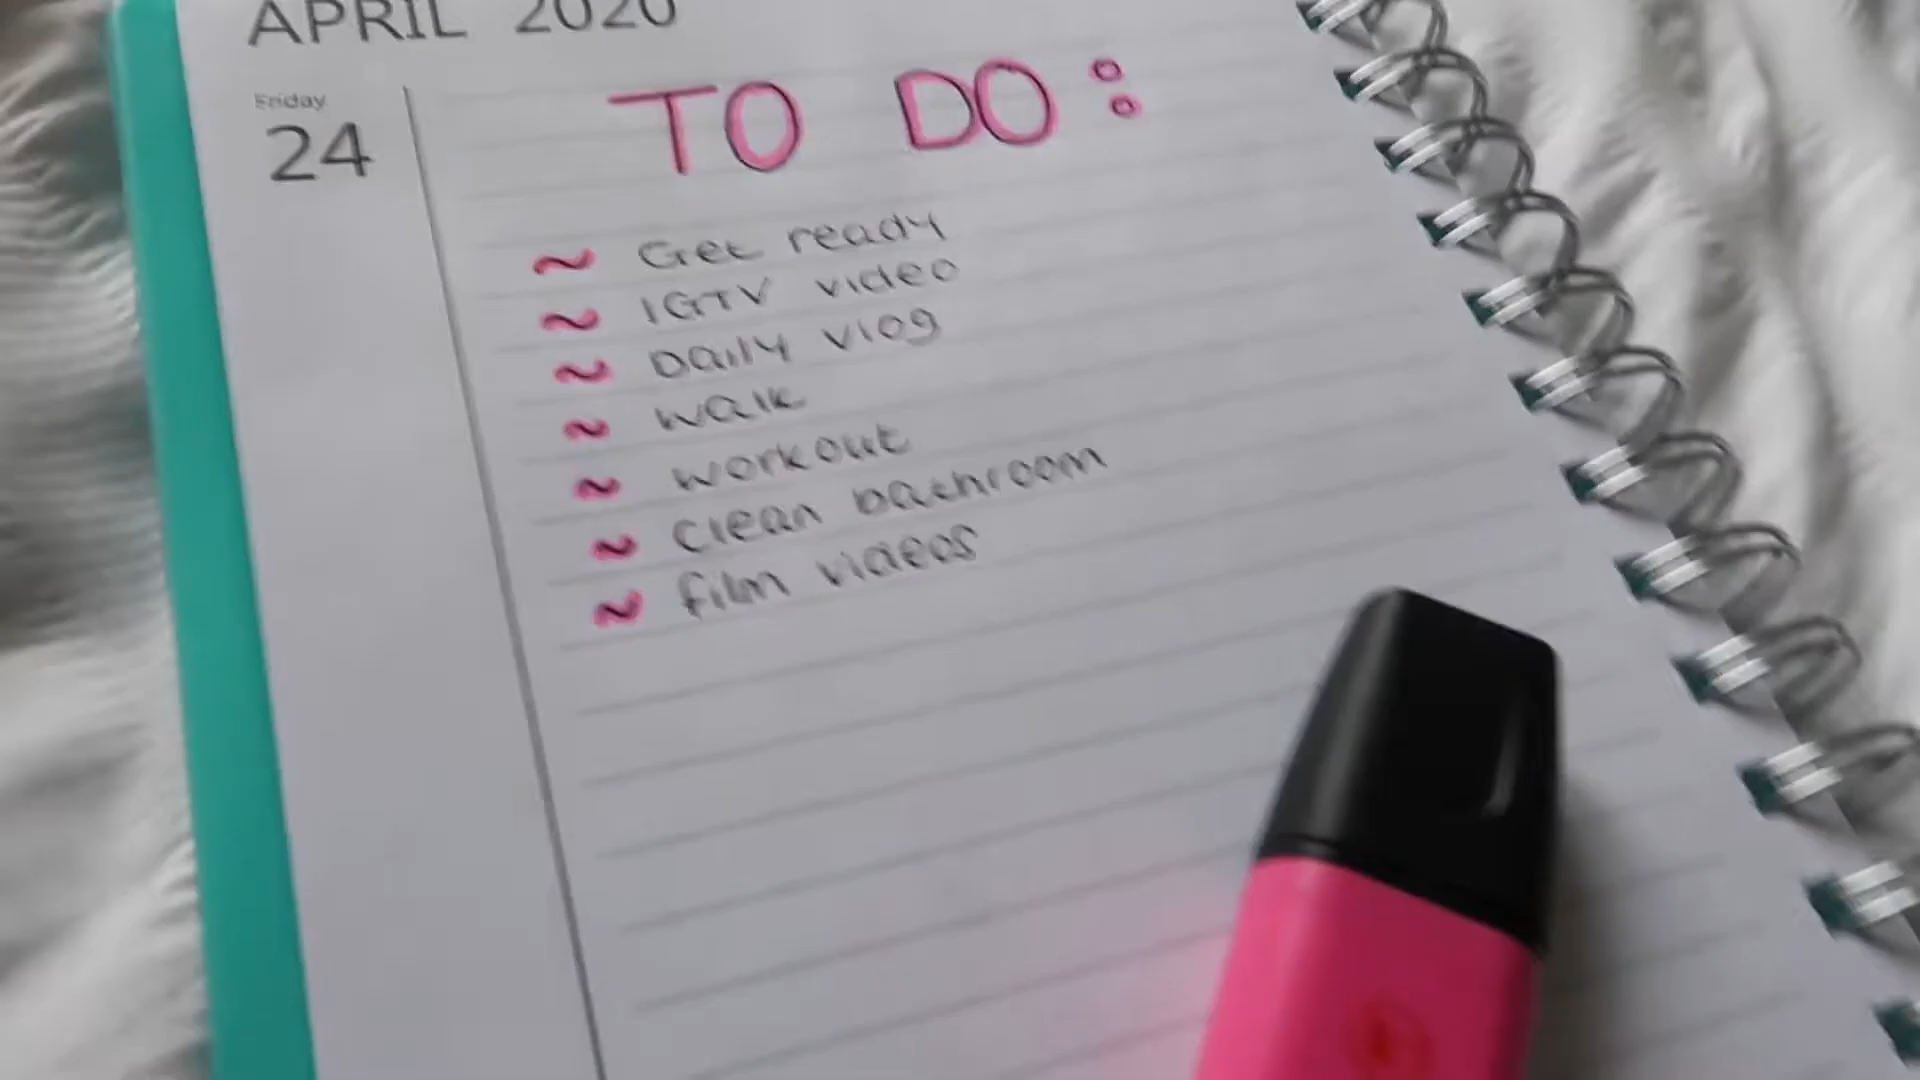 APRIL 2020
Friday
24
TO DO:
~ Get ready
~ IGTV video
~ Daily vlog
~ walk
~ workout
~ clean bathroom
~ film videos